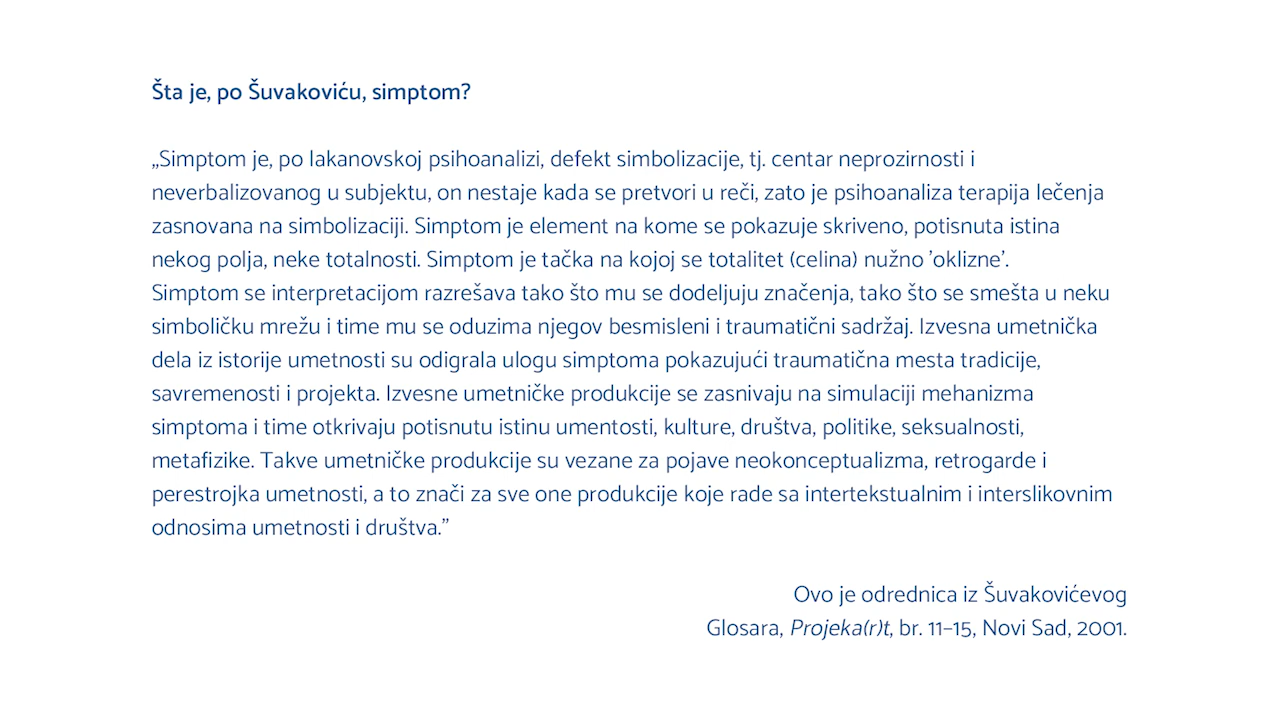 Šta je, po Šuvakoviću, simptom?
„Simptom je, po lakanovskoj psihoanalizi, defekt simbolizacije, tj. centar neprozirnosti i
neverbalizovanog u subjektu, on nestaje kada se pretvori u reči, zato je psihoanaliza terapija lečenja
zasnovana na simbolizaciji. Simptom je element na kome se pokazuje skriveno, potisnuta istina
nekog polja, neke totalnosti. Simptom je tačka na kojoj se totalitet (celina) nužno ’oklizne’.
Simptom se interpretacijom razrešava tako što mu se dodeljuju značenja, tako što se smešta u neku
simboličku mrežu i time mu se oduzima njegov besmisleni i traumatični sadržaj. Izvesna umetnička
dela iz istorije umetnosti su odigrala ulogu simptoma pokazujući traumatična mesta tradicije,
savremenosti i projekta. Izvesne umetničke produkcije se zasnivaju na simulaciji mehanizma
simptoma i time otkrivaju potisnutu istinu umentosti, kulture, društva, politike, seksualnosti,
metafizike. Takve umetničke produkcije su vezane za pojave neokonceptualizma, retrogarde i
perestrojka umetnosti, a to znači za sve one produkcije koje rade sa intertekstualnim i interslikovnim
odnosima umetnosti i društva.”
Ovo je odrednica iz Šuvakovićevog
Glosara, Projeka(r)t, br. 11–15, Novi Sad, 2001.